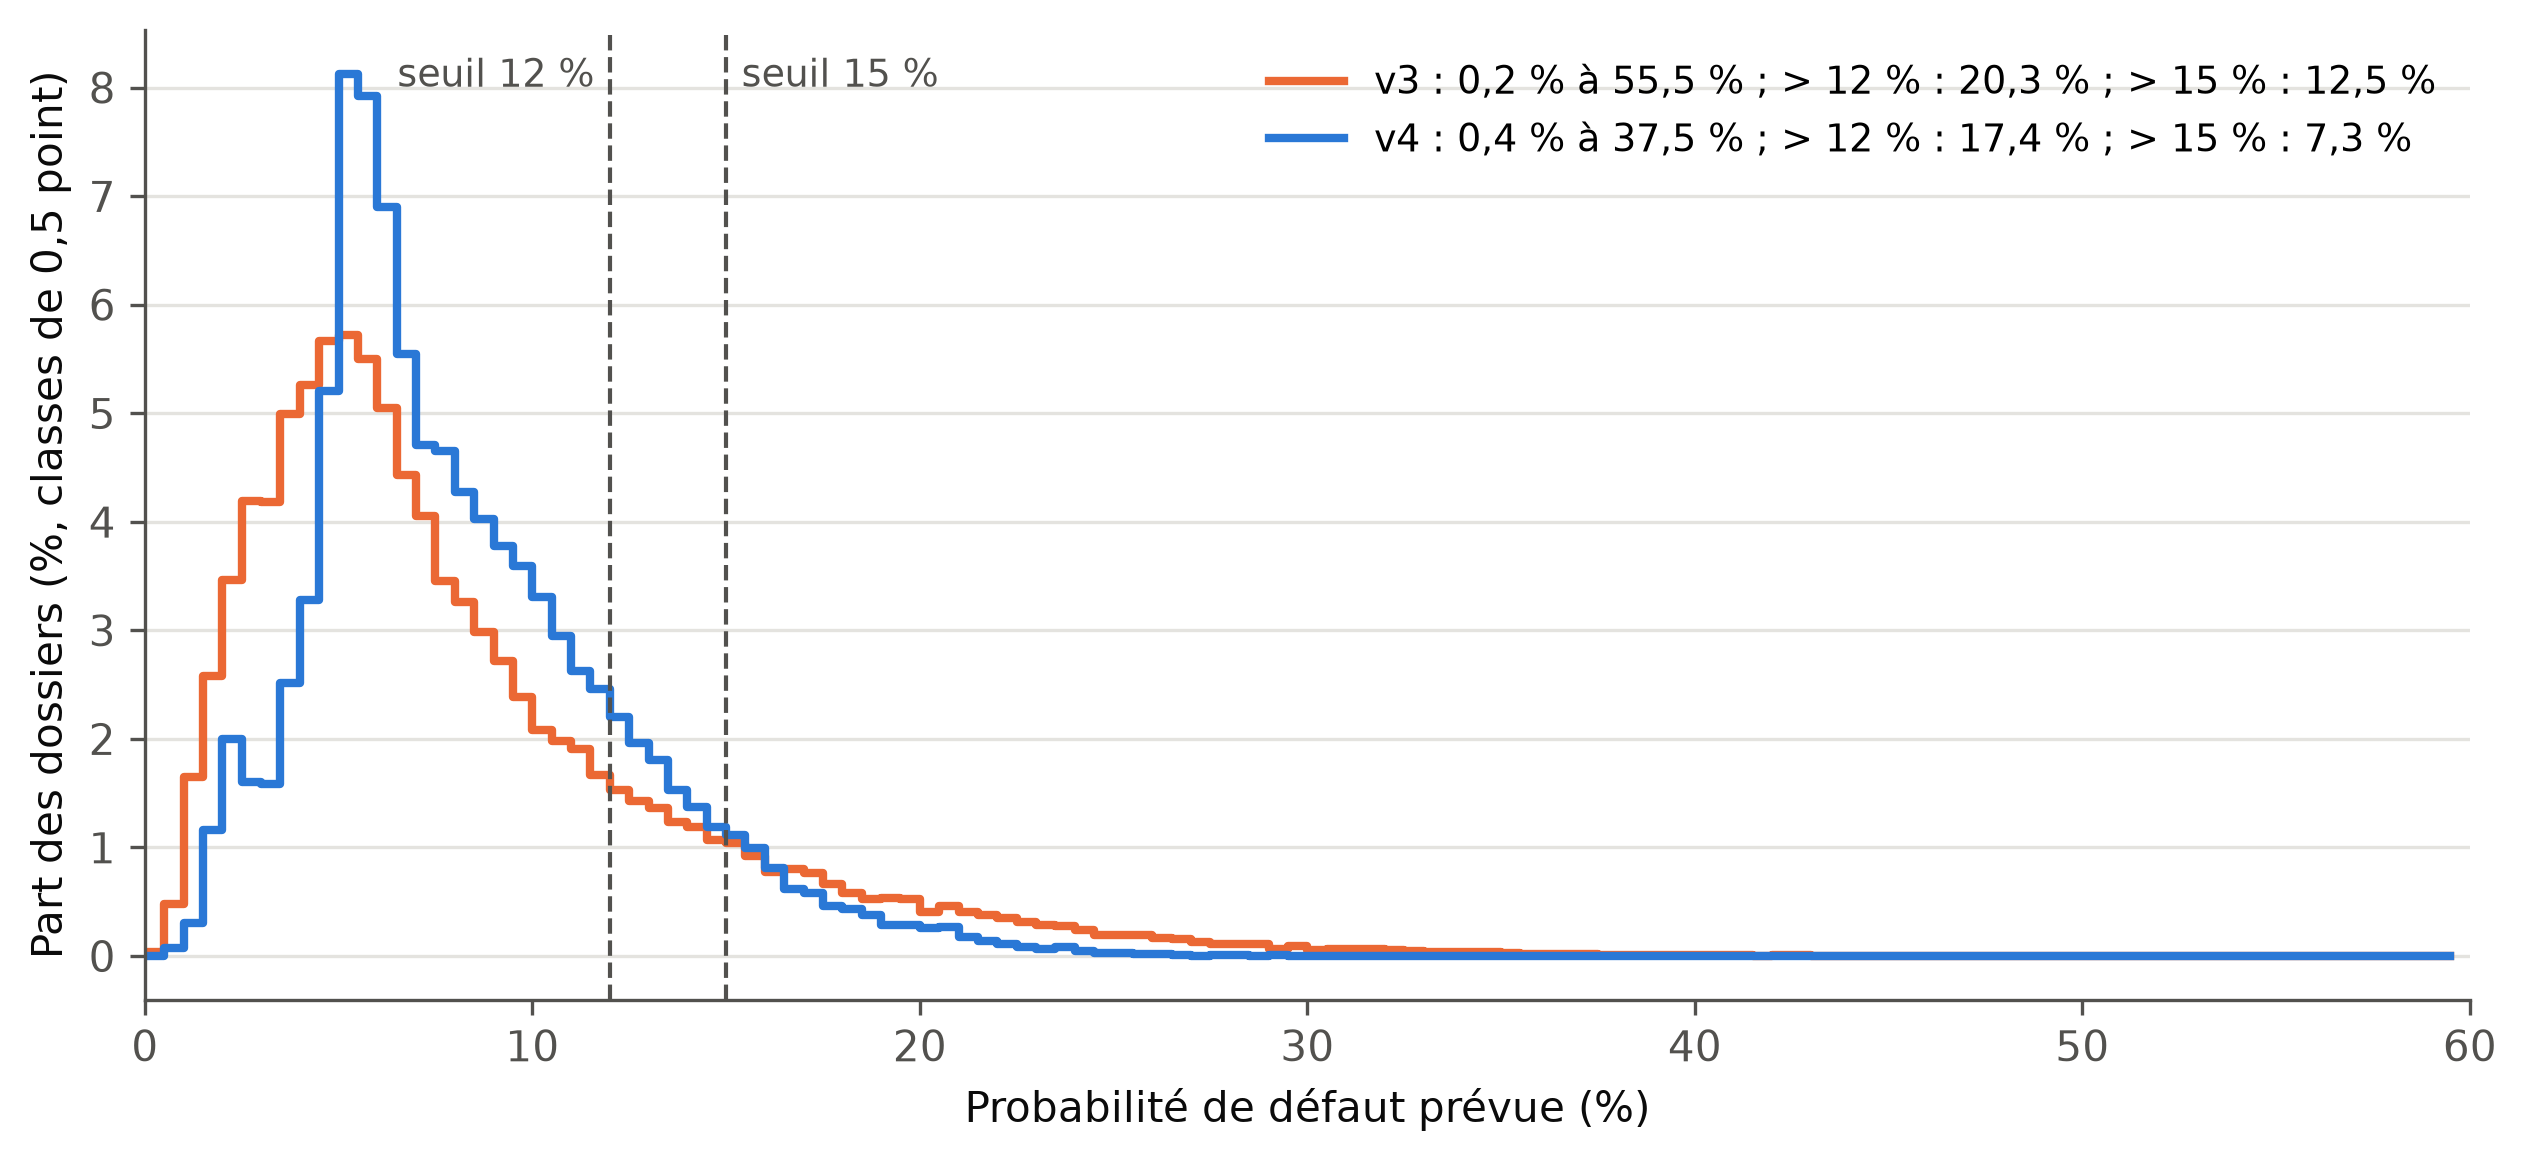 seuil 12 %
seuil 15 %
v3 : 0,2 % à 55,5 % ; > 12 % : 20,3 % ; > 15 % : 12,5 %
v4 : 0,4 % à 37,5 % ; > 12 % : 17,4 % ; > 15 % : 7,3 %
Part des dossiers (%, classes de 0,5 point)
8
7
6
5
4
3
2
1
0
0 10 20 30 40 50 60
Probabilité de défaut prévue (%)